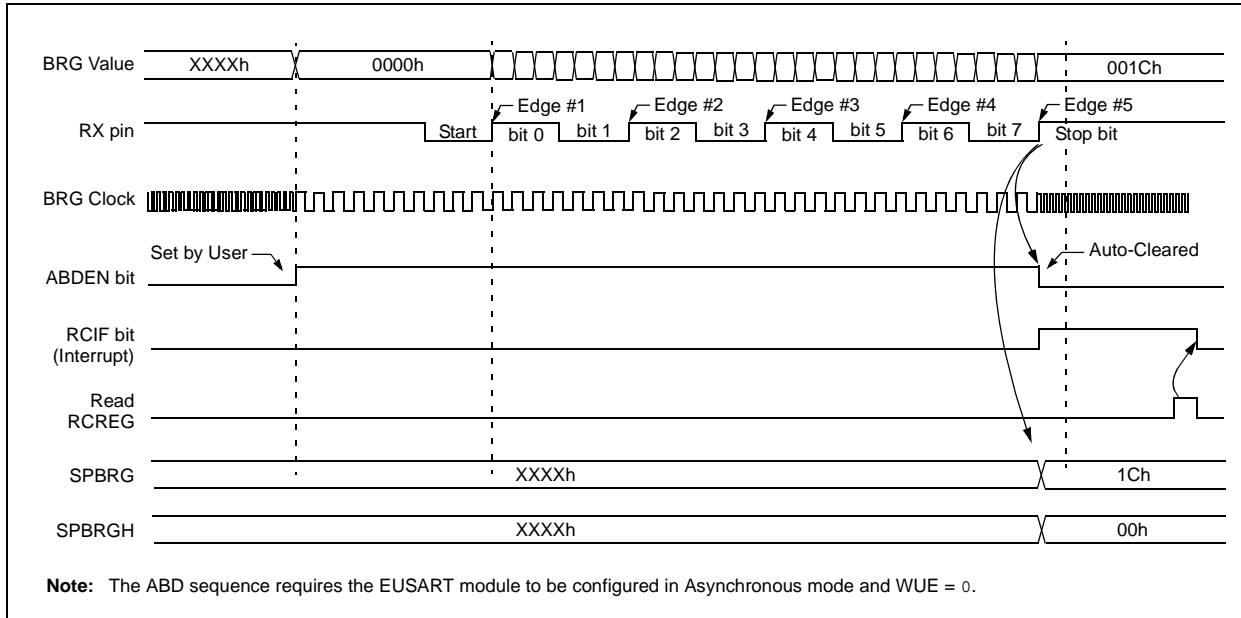 BRG Value XXXXh 0000h 001Ch
Edge #1 Edge #2 Edge #3 Edge #4 Edge #5
RX pin Start bit 0 bit 1 bit 2 bit 3 bit 4 bit 5 bit 6 bit 7 Stop bit
BRG Clock
Set by User Auto-Cleared
ABDEN bit
RCIF bit
(Interrupt)
Read
RCREG
SPBRG XXXXh 1Ch
SPBRGH XXXXh 00h
Note: The ABD sequence requires the EUSART module to be configured in Asynchronous mode and WUE = 0.